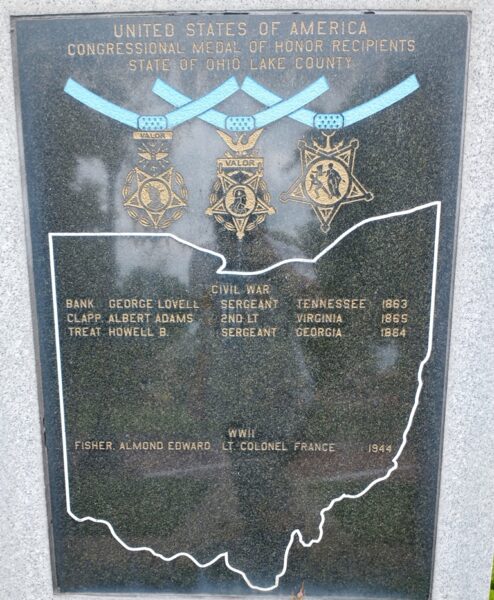 UNITED STATES OF AMERICA
CONGRESSIONAL MEDAL OF HONOR RECIPIENTS
STATE OF OHIO LAKE COUNTY
VALOR VALOR
CIVIL WAR
BANK GEORGE LOVELL SERGEANT TENNESSEE 1863
CLAPP, ALBERT ADAMS 2ND LT VIRGINIA 1865
TREAT HOWELL B. SERGEANT GEORGIA 1864
WWII
FISHER, ALMOND EDWARD LT. COLONEL FRANCE 1944